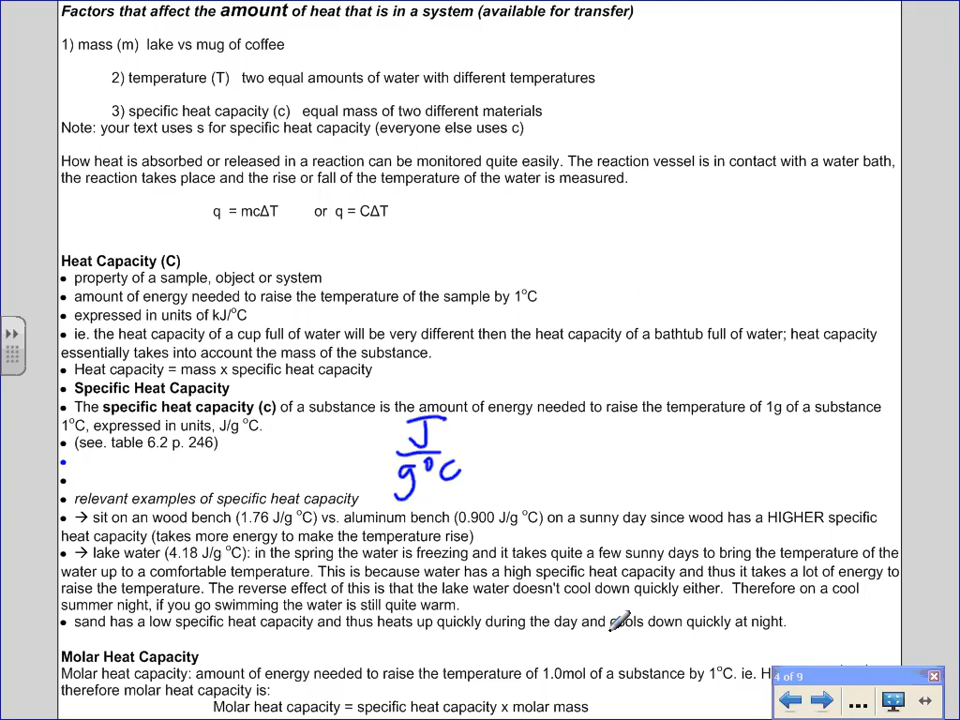 Factors that affect the amount of heat that is in a system (available for transfer)
1) mass (m) lake vs mug of coffee
2) temperature (T) two equal amounts of water with different temperatures
3) specific heat capacity (c) equal mass of two different materials
Note: your text uses s for specific heat capacity (everyone else uses c)
How heat is absorbed or released in a reaction can be monitored quite easily. The reaction vessel is in contact with a water bath,
the reaction takes place and the rise or fall of the temperature of the water is measured.
q = mcΔT or q = CΔT
Heat Capacity (C)
• property of a sample, object or system
• amount of energy needed to raise the temperature of the sample by 1°C
• expressed in units of kJ/°C
• ie. the heat capacity of a cup full of water will be very different then the heat capacity of a bathtub full of water; heat capacity
essentially takes into account the mass of the substance.
• Heat capacity = mass x specific heat capacity
• Specific Heat Capacity
• The specific heat capacity (c) of a substance is the amount of energy needed to raise the temperature of 1g of a substance
1°C, expressed in units, J/g °C.
J
• (see. table 6.2 p. 246)
g°C
• relevant examples of specific heat capacity
• → sit on an wood bench (1.76 J/g °C) vs. aluminum bench (0.900 J/g °C) on a sunny day since wood has a HIGHER specific
heat capacity (takes more energy to make the temperature rise)
• → lake water (4.18 J/g °C): in the spring the water is freezing and it takes quite a few sunny days to bring the temperature of the
water up to a comfortable temperature. This is because water has a high specific heat capacity and thus it takes a lot of energy to
raise the temperature. The reverse effect of this is that the lake water doesn't cool down quickly either. Therefore on a cool
summer night, if you go swimming the water is still quite warm.
• sand has a low specific heat capacity and thus heats up quickly during the day and cools down quickly at night.
Molar Heat Capacity
Molar heat capacity: amount of energy needed to raise the temperature of 1.0mol of a substance by 1°C. ie.
therefore molar heat capacity is:
Molar heat capacity = specific heat capacity x molar mass
4 of 9